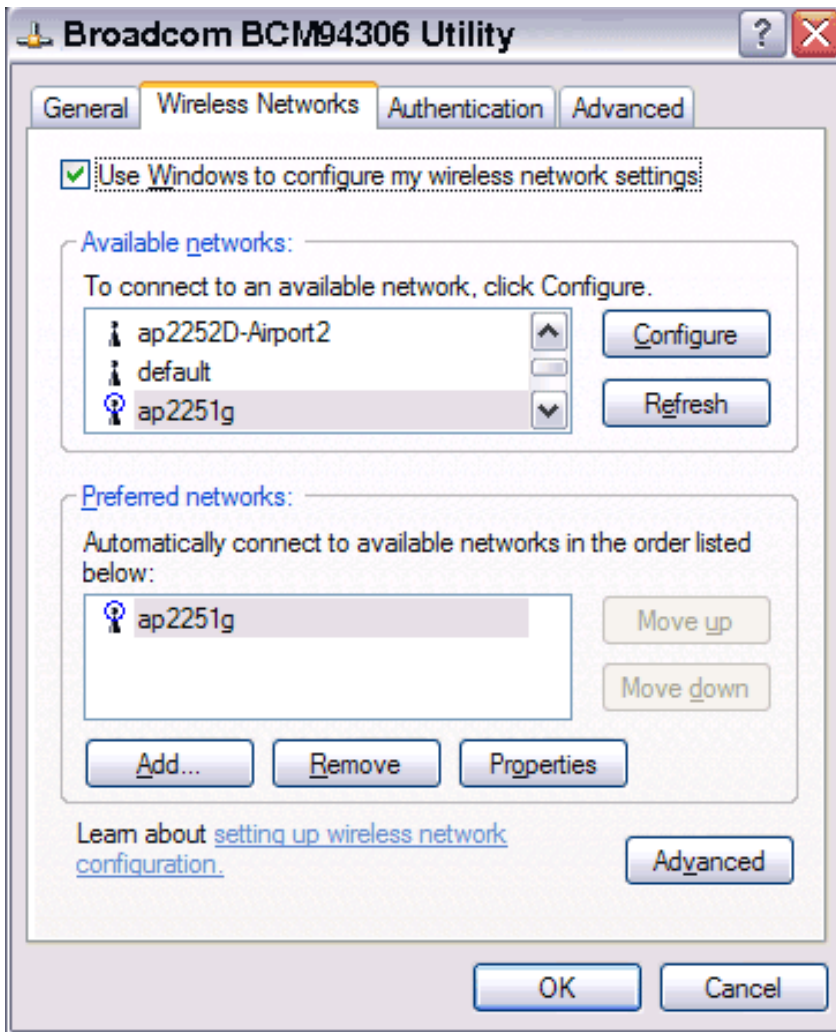 Broadcom BCM94306 Utility
General Wireless Networks Authentication Advanced
Use Windows to configure my wireless network settings
Available networks:
To connect to an available network, click Configure.
ap2252D-Airport2
default
ap2251g
Configure
Refresh
Preferred networks:
Automatically connect to available networks in the order listed
below:
ap2251g
Move up
Move down
Add... Remove Properties
Learn about setting up wireless network
configuration.
Advanced
OK Cancel